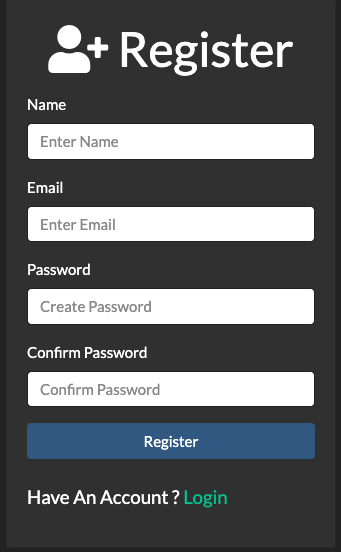 Register
Name
Enter Name
Email
Enter Email
Password
Create Password
Confirm Password
Confirm Password
Register
Have An Account ? Login